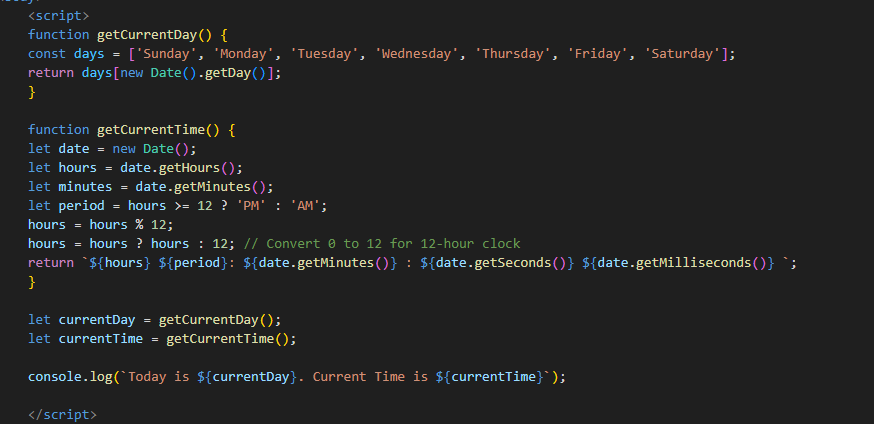 <script>
function getCurrentDay() {
const days = ['Sunday', 'Monday', 'Tuesday', 'Wednesday', 'Thursday', 'Friday', 'Saturday'];
return days[new Date().getDay()];
}
function getCurrentTime() {
let date = new Date();
let hours = date.getHours();
let minutes = date.getMinutes();
let period = hours >= 12 ? 'PM' : 'AM';
hours = hours % 12;
hours = hours ? hours : 12; // Convert 0 to 12 for 12-hour clock
return `${hours} ${period}: ${date.getMinutes()} : ${date.getSeconds()} ${date.getMilliseconds()} `;
}
let currentDay = getCurrentDay();
let currentTime = getCurrentTime();
console.log(`Today is ${currentDay}. Current Time is ${currentTime}`);
</script>